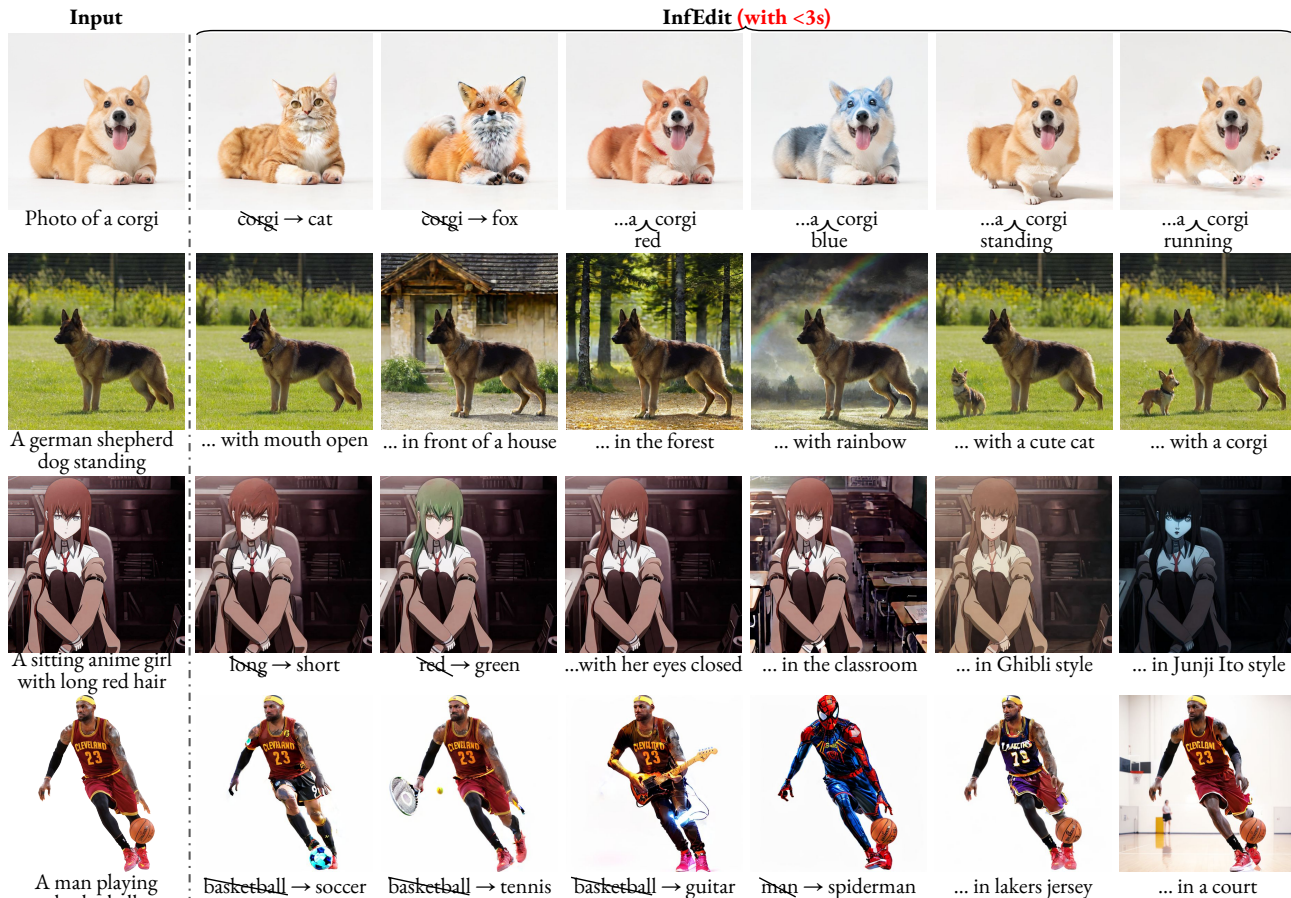 Input
InfEdit (with <3s)
Photo of a corgi
corgi → cat
corgi → fox
...a corgi
red
...a corgi
blue
...a corgi
standing
...a corgi
running
A german shepherd
dog standing
... with mouth open
... in front of a house
... in the forest
... with rainbow
... with a cute cat
... with a corgi
A sitting anime girl
with long red hair
long → short
red → green
...with her eyes closed
... in the classroom
... in Ghibli style
... in Junji Ito style
CLEVELAND
23
23
CLEVELAND
23
23
79
23
A man playing
basketball → soccer
basketball → tennis
basketball → guitar
man → spiderman
... in lakers jersey
... in a court